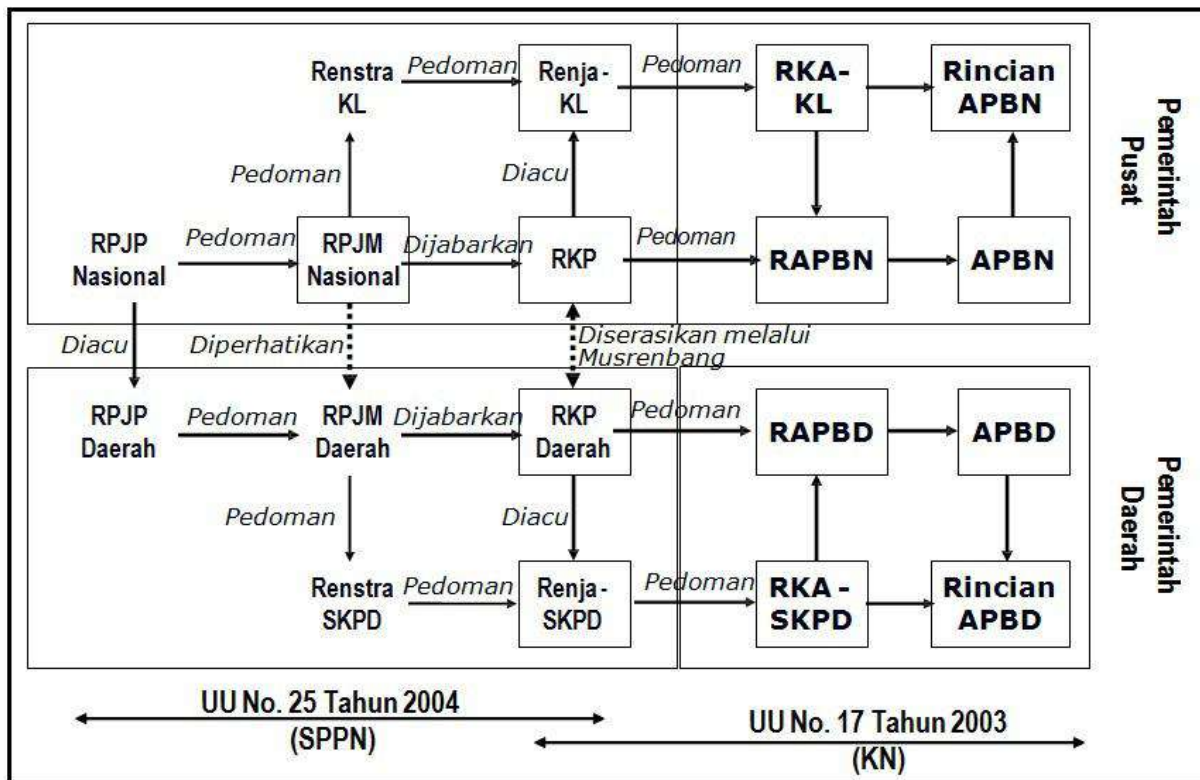 Renstra
KL
Pedoman
Renja-
KL
Pedoman
RKA-
KL
Rincian
APBN
Pemerintah
Pusat
Pedoman
Diacu
RPJP
Nasional
Pedoman
RPJM
Nasional
Dijabarkan
RKP
Pedoman
RAPBN
APBN
Diacu
Diperhatikan
Diserasikan melalui
Musrenbang
RPJP
Daerah
Pedoman
RPJM
Daerah
Dijabarkan
RKP
Daerah
Pedoman
RAPBD
APBD
Pemerintah
Daerah
Pedoman
Diacu
Renstra
SKPD
Pedoman
Renja-
SKPD
Pedoman
RKA -
SKPD
Rincian
APBD
UU No. 25 Tahun 2004
(SPPN)
UU No. 17 Tahun 2003
(KN)